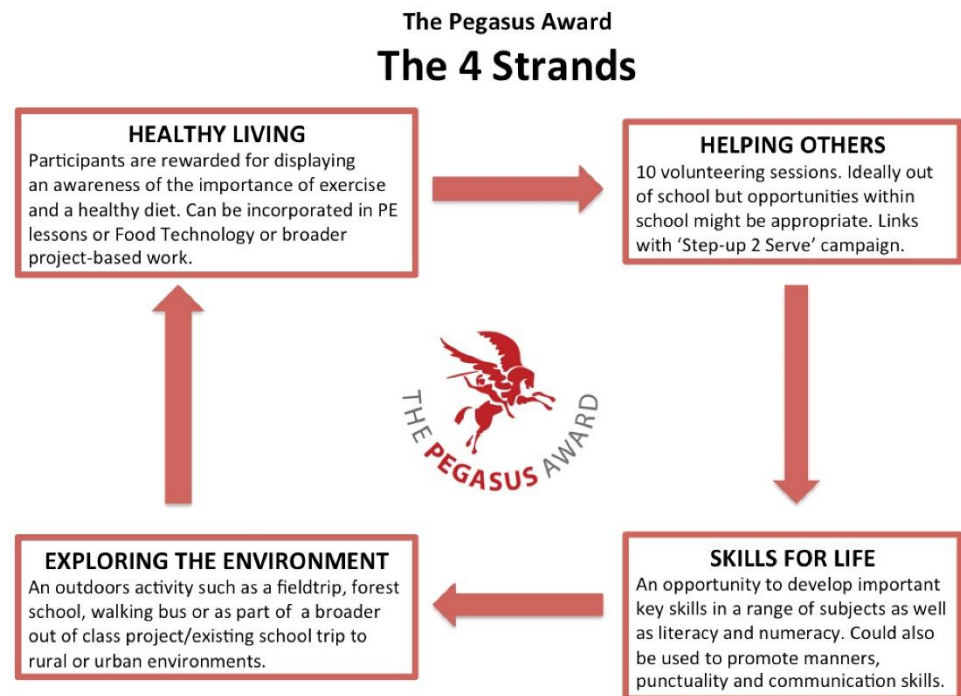 The Pegasus Award
The 4 Strands
HEALTHY LIVING
Participants are rewarded for displaying
an awareness of the importance of exercise
and a healthy diet. Can be incorporated in PE
lessons or Food Technology or broader
project-based work.
HELPING OTHERS
10 volunteering sessions. Ideally out
of school but opportunities within
school might be appropriate. Links
with ‘Step-up 2 Serve’ campaign.
THE PEGASUS AWARD
EXPLORING THE ENVIRONMENT
An outdoors activity such as a fieldtrip, forest
school, walking bus or as part of a broader
out of class project/existing school trip to
rural or urban environments.
SKILLS FOR LIFE
An opportunity to develop important
key skills in a range of subjects as well
as literacy and numeracy. Could also
be used to promote manners,
punctuality and communication skills.